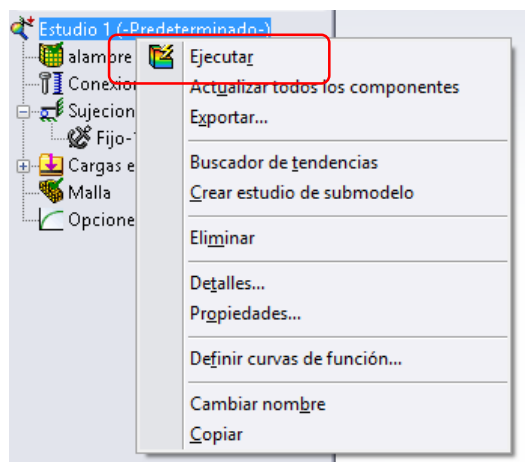 Estudio 1 (-Predeterminado-)
alambre
Conexion
Sujecion
Fijo-
Cargas e
Malla
Opcione
Ejecutar
Actualizar todos los componentes
Exportar...
Buscador de tendencias
Crear estudio de submodelo
Eliminar
Detalles...
Propiedades...
Definir curvas de función...
Cambiar nombre
Copiar